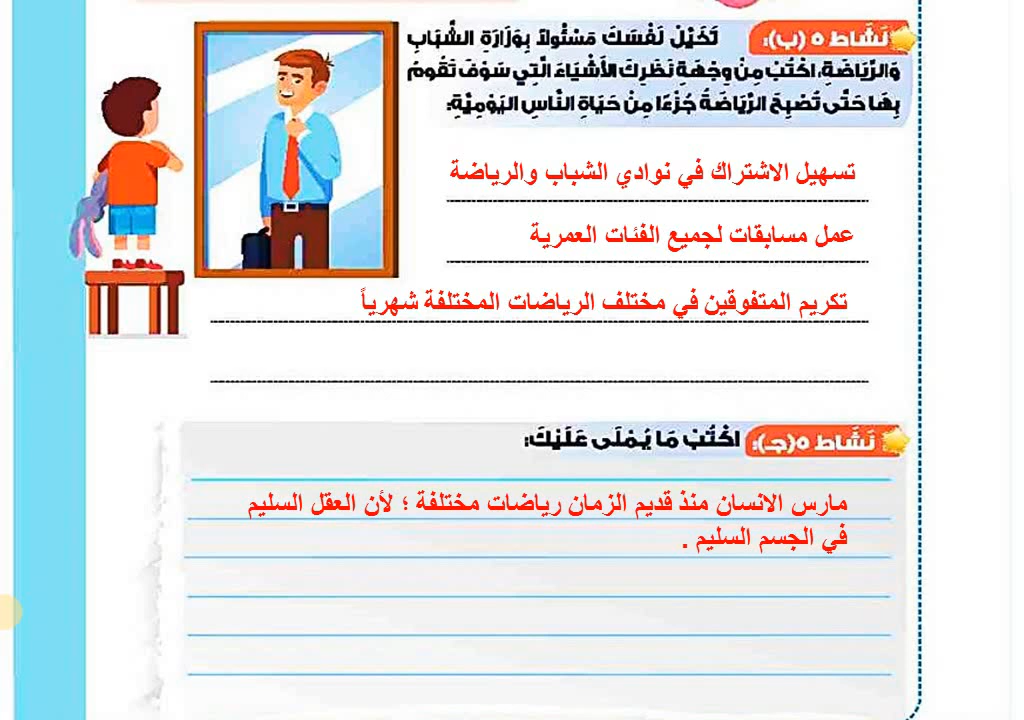 نَشَاط ٥ (ب): تَخَيَّلْ نَفْسَكَ مَسْئُولًا بِوَزَارَةِ الشَّبَابِ
وَالرِّيَاضَةِ، اكْتُبْ مِنْ وِجْهَةِ نَظَرِكَ الأَشْيَاءَ الَّتِي سَوْفَ تَقُومُ
بِهَا حَتَّى تُصْبِحَ الرِّيَاضَةُ جُزْءًا مِنْ حَيَاةِ النَّاسِ اليَوْمِيَّةِ:
تسهيل الاشتراك في نوادي الشباب والرياضة
عمل مسابقات لجميع الفئات العمرية
تكريم المتفوقين في مختلف الرياضات المختلفة شهرياً
نَشَاط ٥ (جـ): اكْتُبْ مَا يُمْلَى عَلَيْكَ:
مارس الانسان منذ قديم الزمان رياضات مختلفة ؛ لأن العقل السليم
في الجسم السليم .